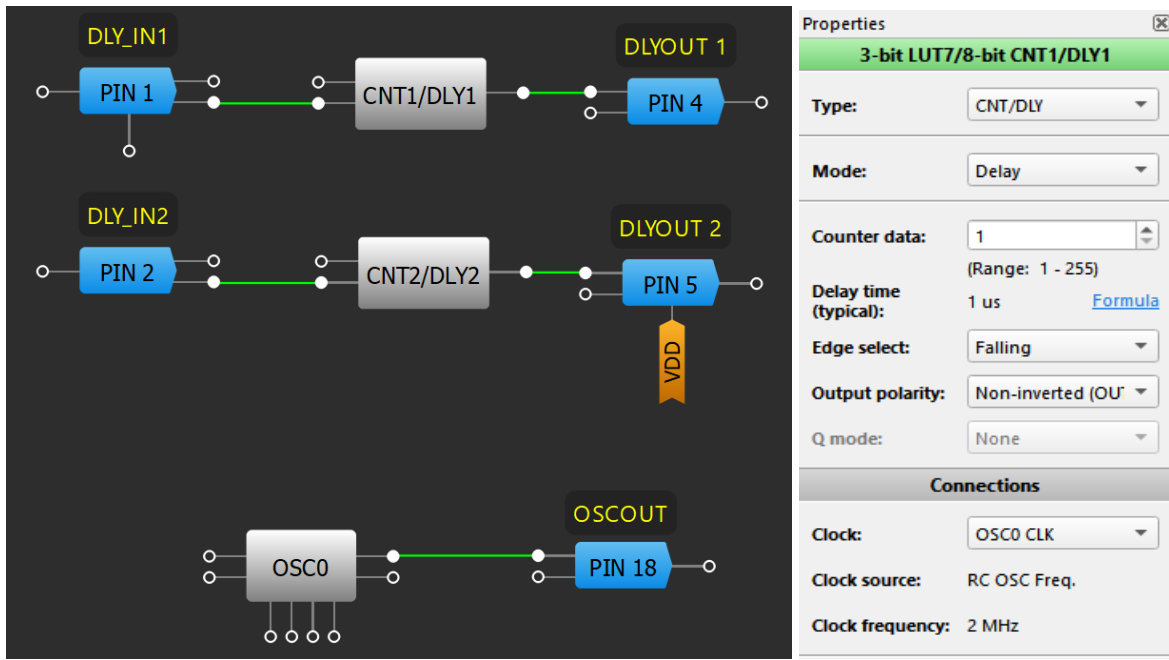 DLY_IN1
PIN 1
CNT1/DLY1
DLYOUT 1
PIN 4
DLY_IN2
PIN 2
CNT2/DLY2
DLYOUT 2
PIN 5
VDD
OSC0
OSCOUT
PIN 18
Properties
3-bit LUT7/8-bit CNT1/DLY1
Type: CNT/DLY
Mode: Delay
Counter data: 1
(Range: 1 - 255)
Delay time (typical): 1 us Formula
Edge select: Falling
Output polarity: Non-inverted (OU
Q mode: None
Connections
Clock: OSC0 CLK
Clock source: RC OSC Freq.
Clock frequency: 2 MHz